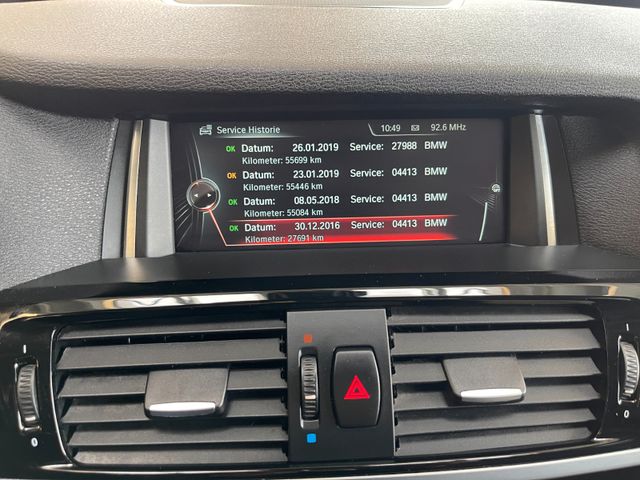 Service Historie 10:49 92.6 MHz
OK Datum: 26.01.2019 Service: 27988 BMW
Kilometer: 55699 km
OK Datum: 23.01.2019 Service: 04413 BMW
Kilometer: 55446 km
OK Datum: 08.05.2018 Service: 04413 BMW
Kilometer: 55084 km
OK Datum: 30.12.2016 Service: 04413 BMW
Kilometer: 27691 km
0 0